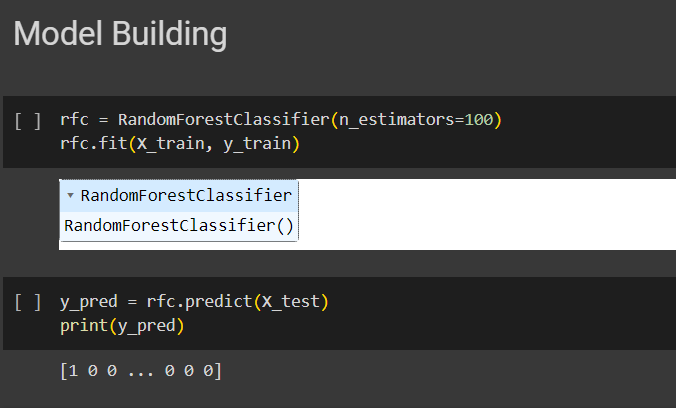 Model Building
[ ] rfc = RandomForestClassifier(n_estimators=100)
rfc.fit(X_train, y_train)
▾ RandomForestClassifier
RandomForestClassifier()
[ ] y_pred = rfc.predict(X_test)
print(y_pred)
[1 0 0 ... 0 0 0]